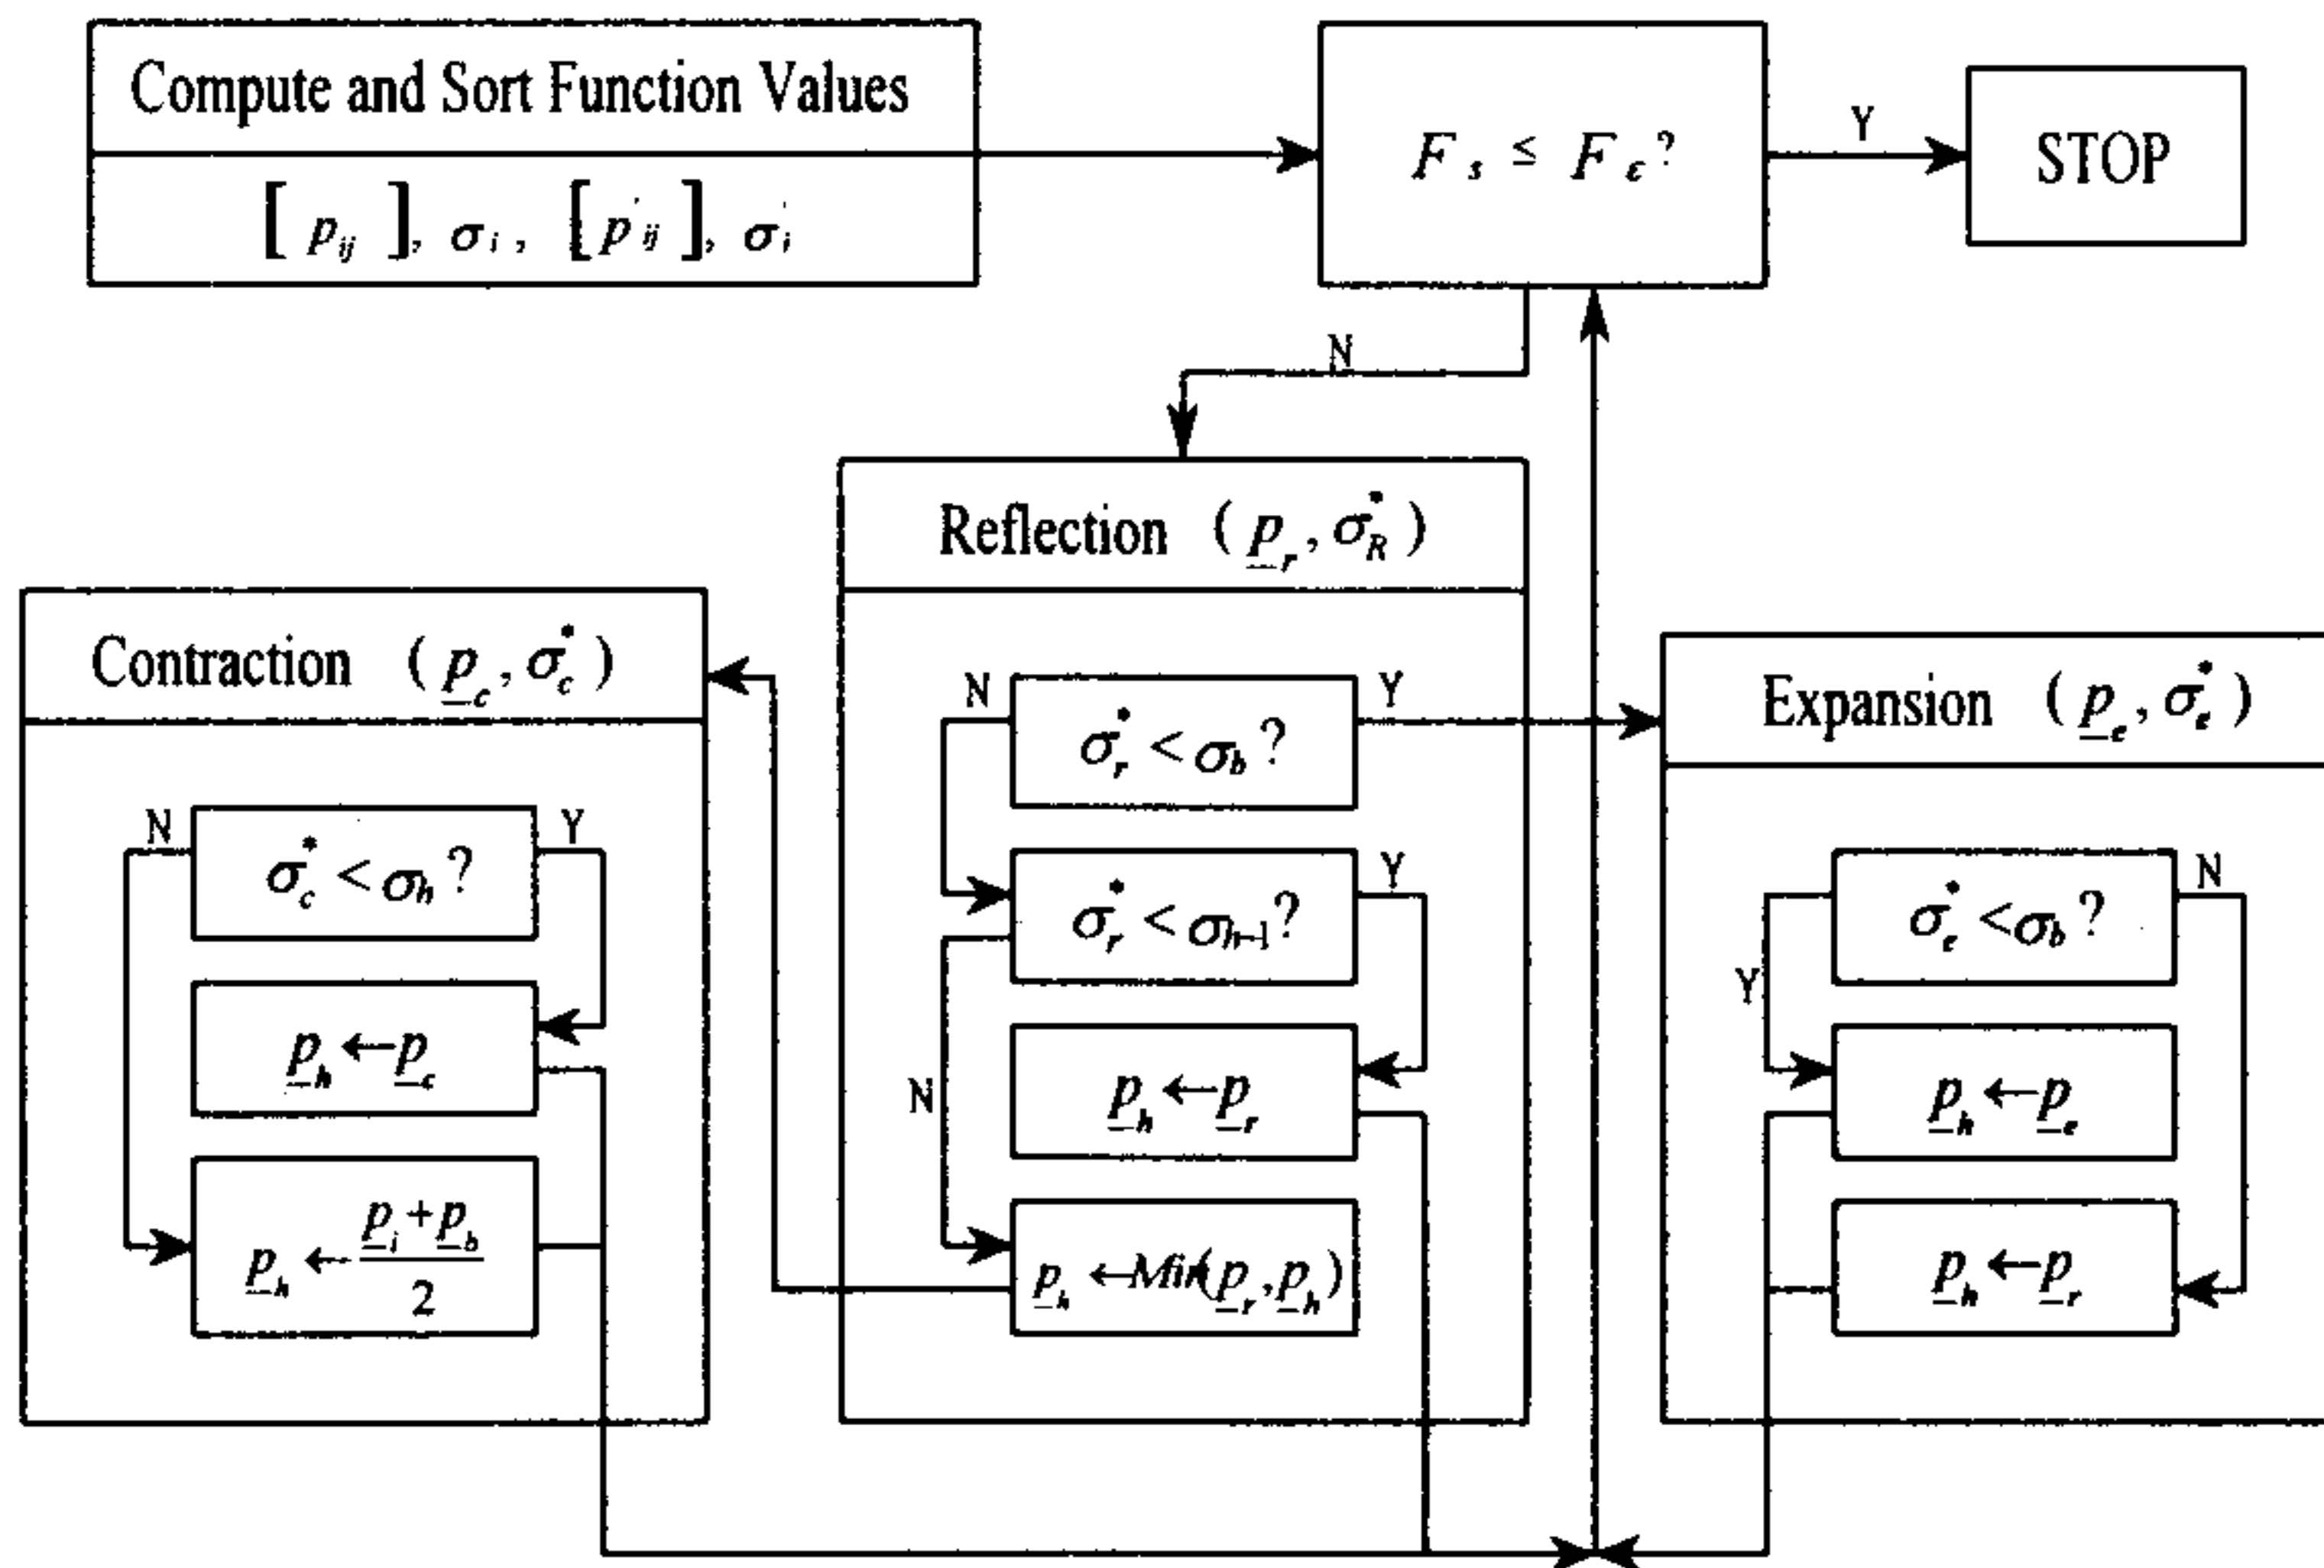 Compute and Sort Function Values
[ p_ij ], σ_i, [p'_ij ], σ'_i
F_s ≤ F_ε?
Y
STOP
N
Reflection (p_r, σ*_R)
N
σ*_r < σ_b?
Y
σ*_r < σ_h-1?
Y
N
p_h ← p_r
p_h ← Min(p_r, p_h)
Contraction (p_c, σ*_c)
N
σ*_c < σ_h?
Y
p_h ← p_c
p_h ← p_i + p_b
2
Expansion (p_e, σ*_e)
σ*_e < σ_b?
N
Y
p_h ← p_e
p_h ← p_r